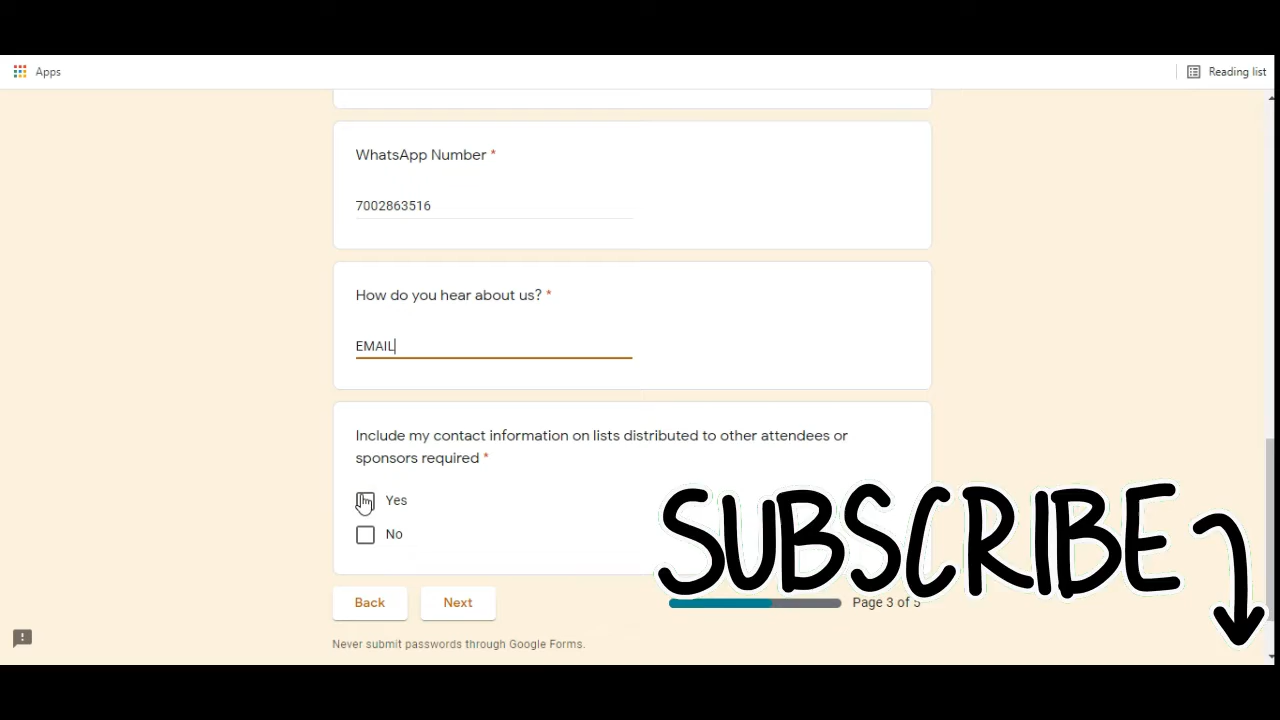 Apps
Reading list
WhatsApp Number *
7002863516
How do you hear about us? *
EMAIL
Include my contact information on lists distributed to other attendees or
sponsors required *
Yes
No
SUBSCRIBE
Back
Next
Page 3 of 5
Never submit passwords through Google Forms.